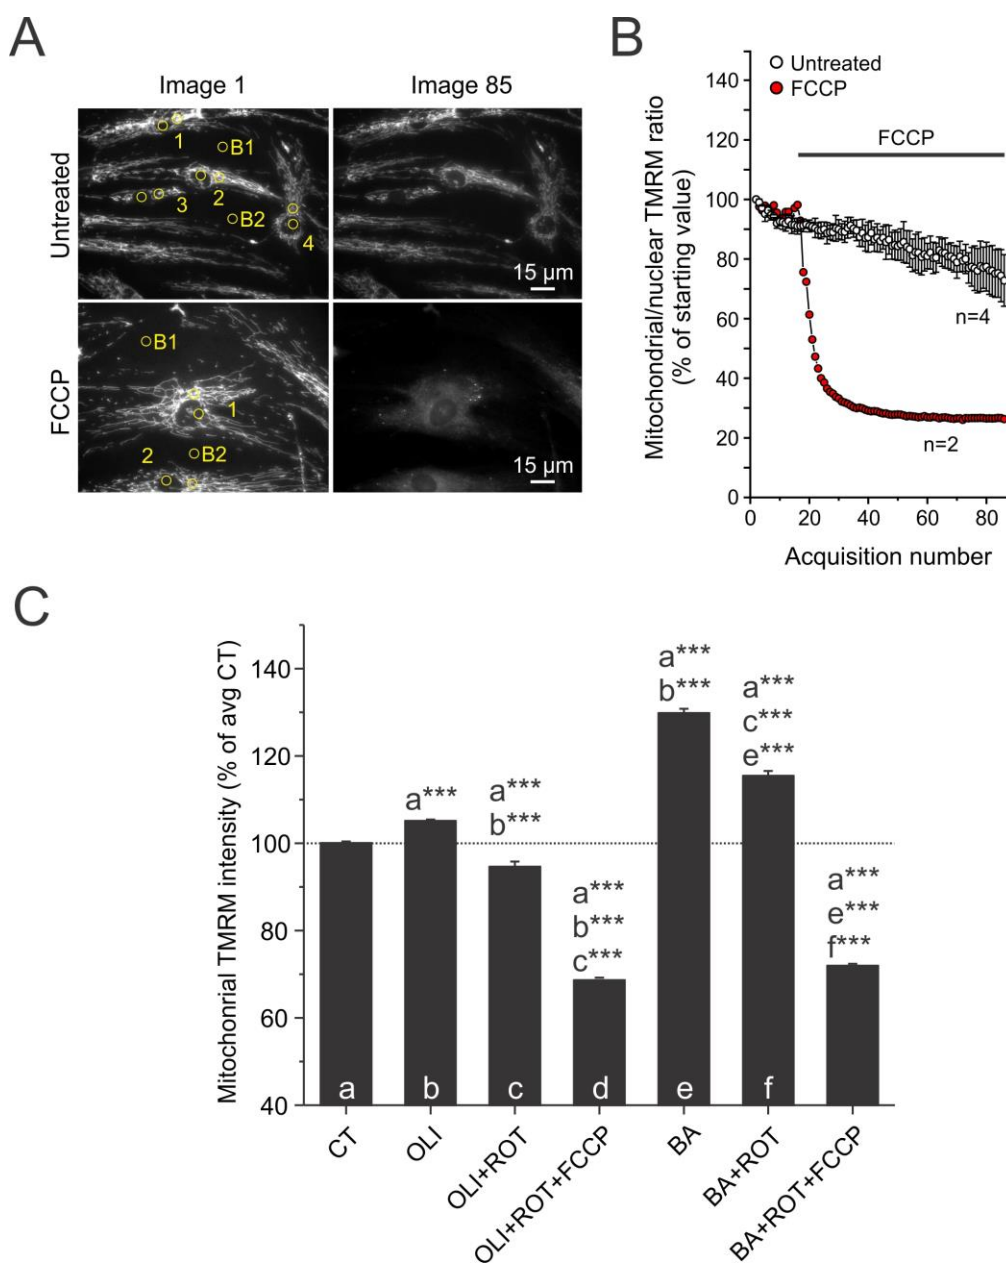 A
Image 1
Image 85
Untreated
1
B1
2
3
B2
4
15 µm
FCCP
B1
1
2
B2
15 µm
B
Untreated
FCCP
FCCP
Mitochondrial/nuclear TMRM ratio
(% of starting value)
140
120
100
80
60
40
20
0
n=4
n=2
0
20
40
60
80
Acquisition number
C
Mitochonrial TMRM intensity (% of avg CT)
140
120
100
80
60
40
a***
a***
b***
a***
b***
c***
a***
b***
a***
c***
e***
a***
e***
f***
a
b
c
d
e
f
CT
OLI
OLI+ROT
OLI+ROT+FCCP
BA
BA+ROT
BA+ROT+FCCP